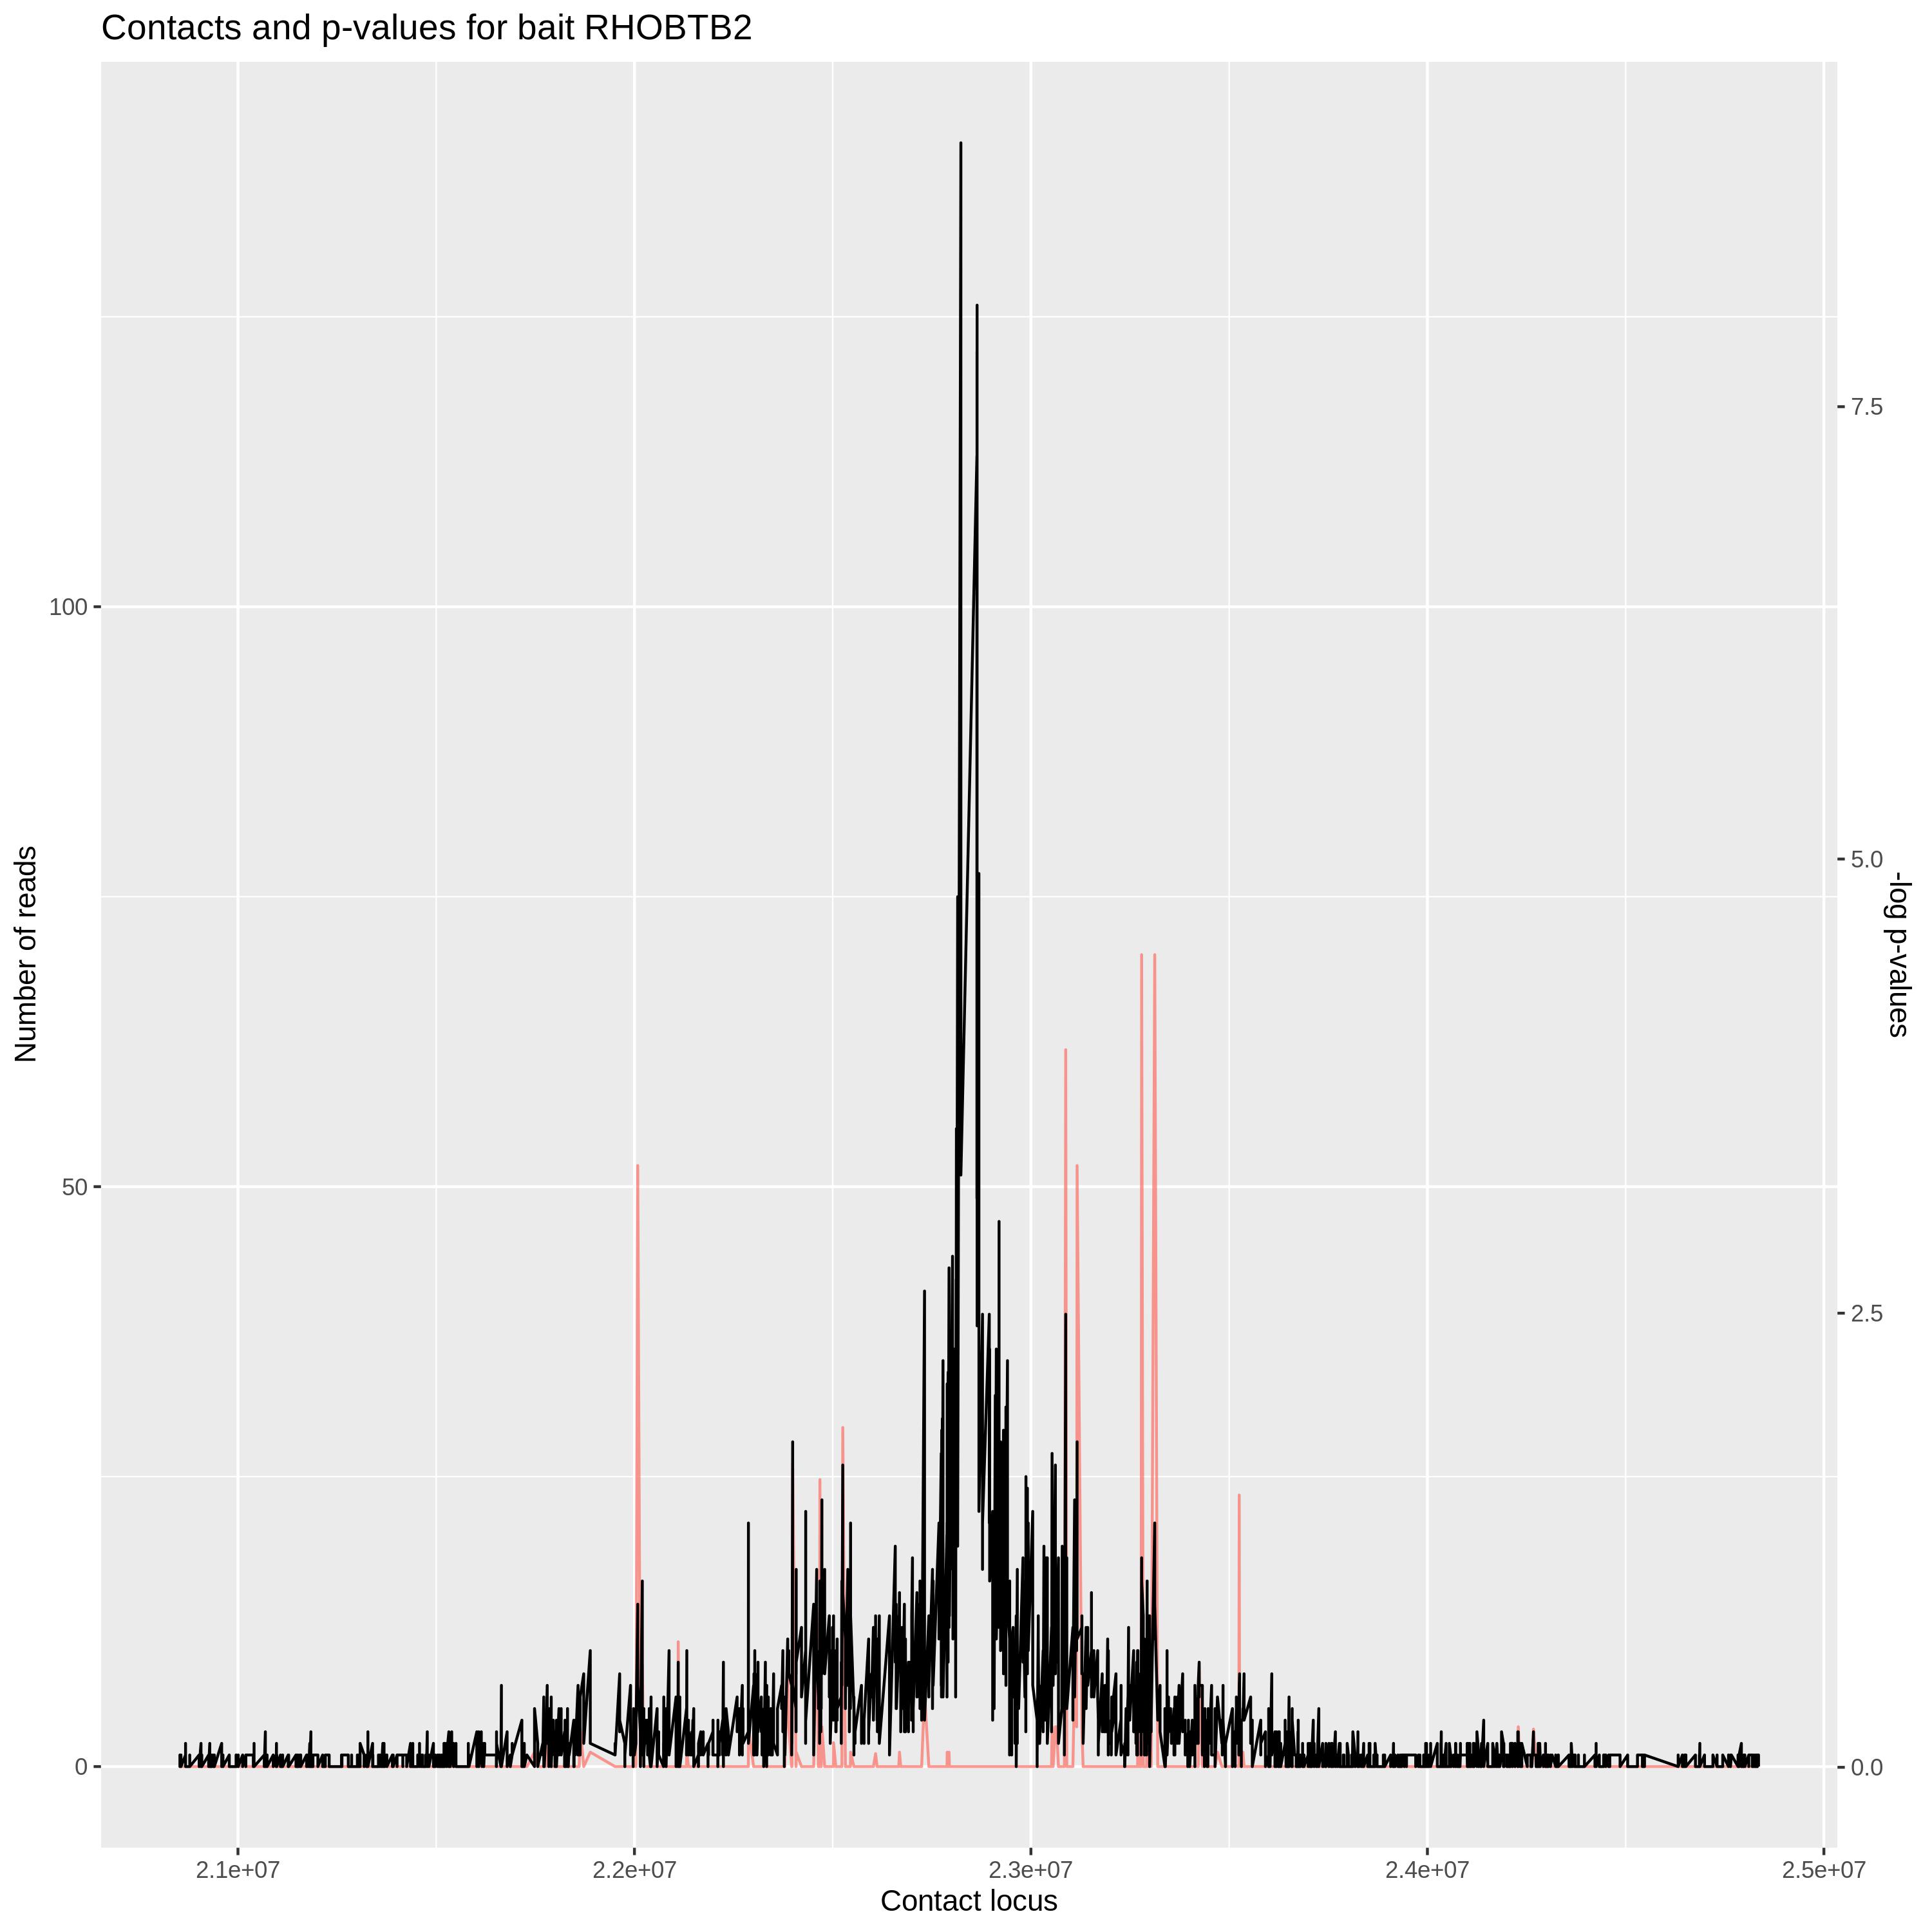 Contacts and p-values for bait RHOBTB2
100
50
0
Number of reads
7.5
5.0
2.5
0.0
-log p-values
2.1e+07
2.2e+07
2.3e+07
2.4e+07
2.5e+07
Contact locus